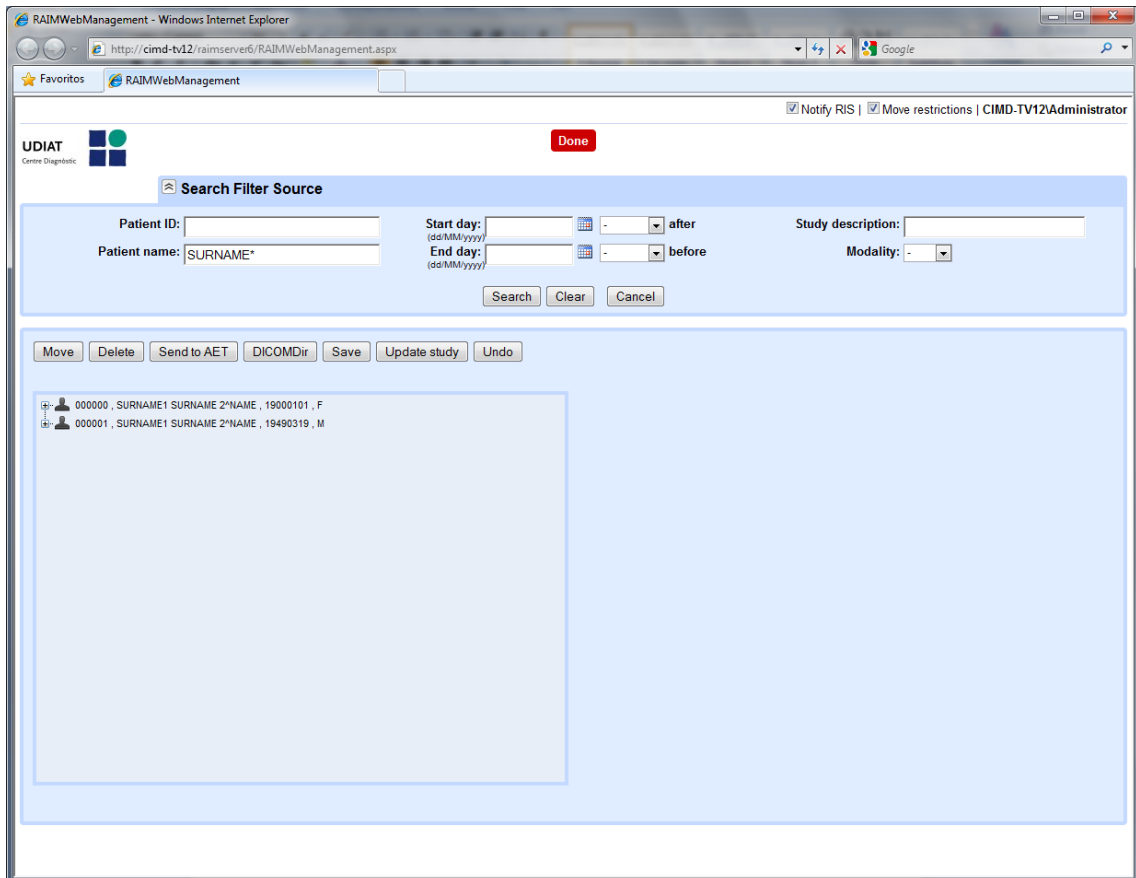 RAIMWebManagement - Windows Internet Explorer
http://cimd-tv12/raimserver6/RAIMWebManagement.aspx
Google
Favoritos
RAIMWebManagement
Notify RIS | Move restrictions | CIMD-TV12\Administrator
UDIAT
Centre Diagnòstic
Done
Search Filter Source
Patient ID: Start day: - after Study description:
(dd/MM/yyyy)
Patient name: SURNAME* End day: - before Modality: -
(dd/MM/yyyy)
Search Clear Cancel
Move Delete Send to AET DICOMDir Save Update study Undo
000000 , SURNAME1 SURNAME 2^NAME , 19000101 , F
000001 , SURNAME1 SURNAME 2^NAME , 19490319 , M